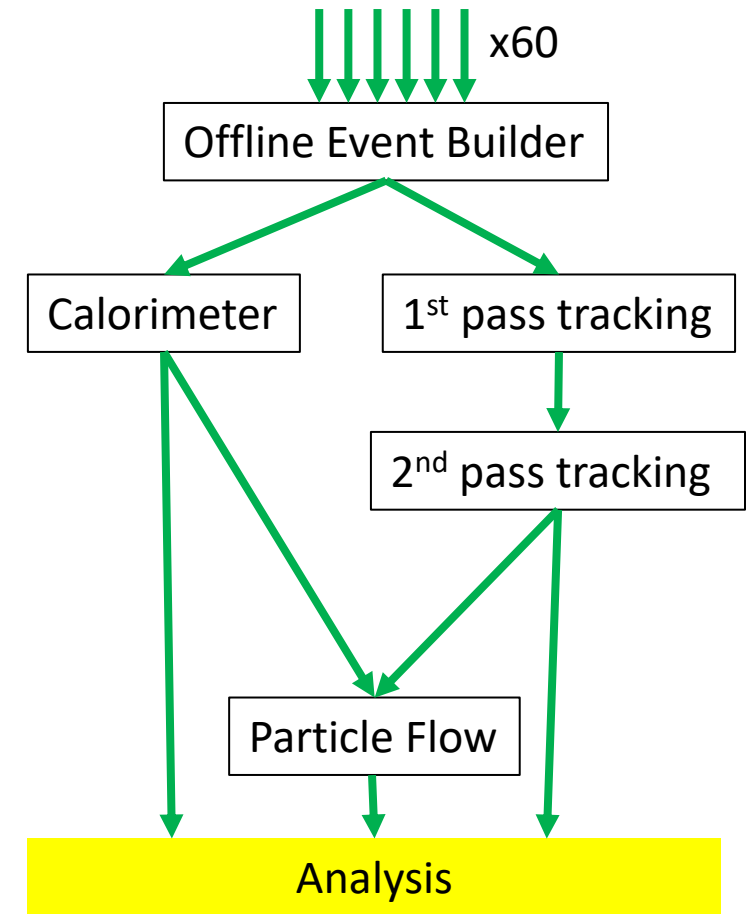 x60
Offline Event Builder
Calorimeter
1st pass tracking
2nd pass tracking
Particle Flow
Analysis